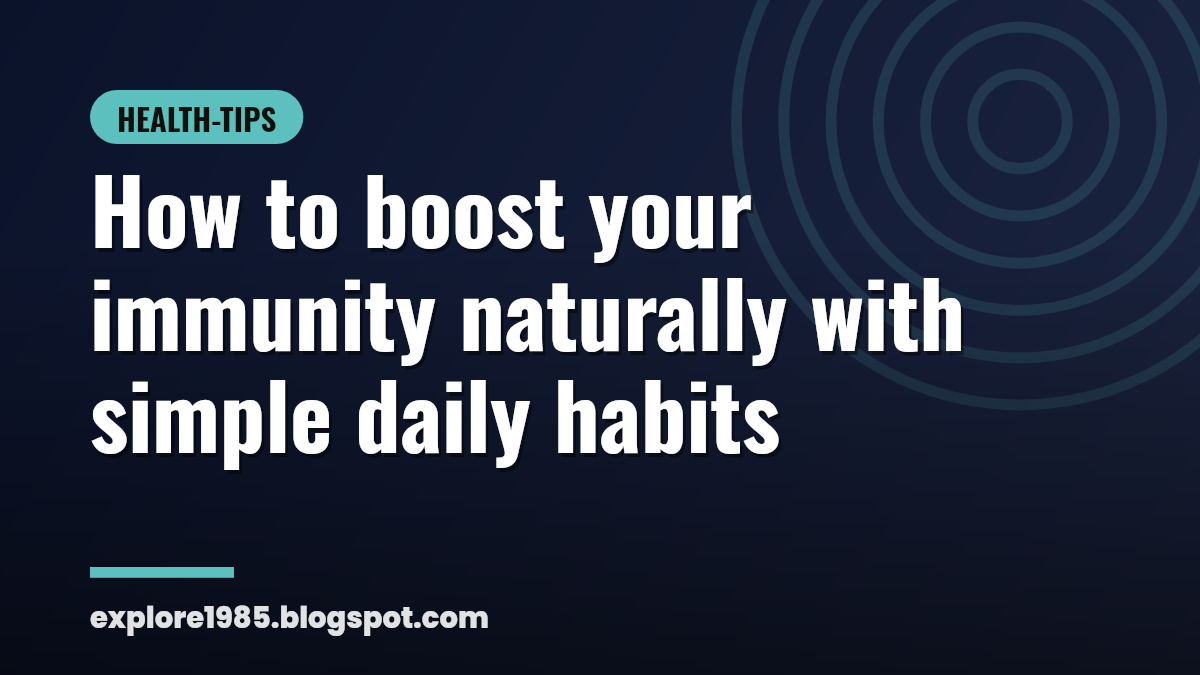 HEALTH-TIPS
How to boost your
immunity naturally with
simple daily habits
explore1985.blogspot.com